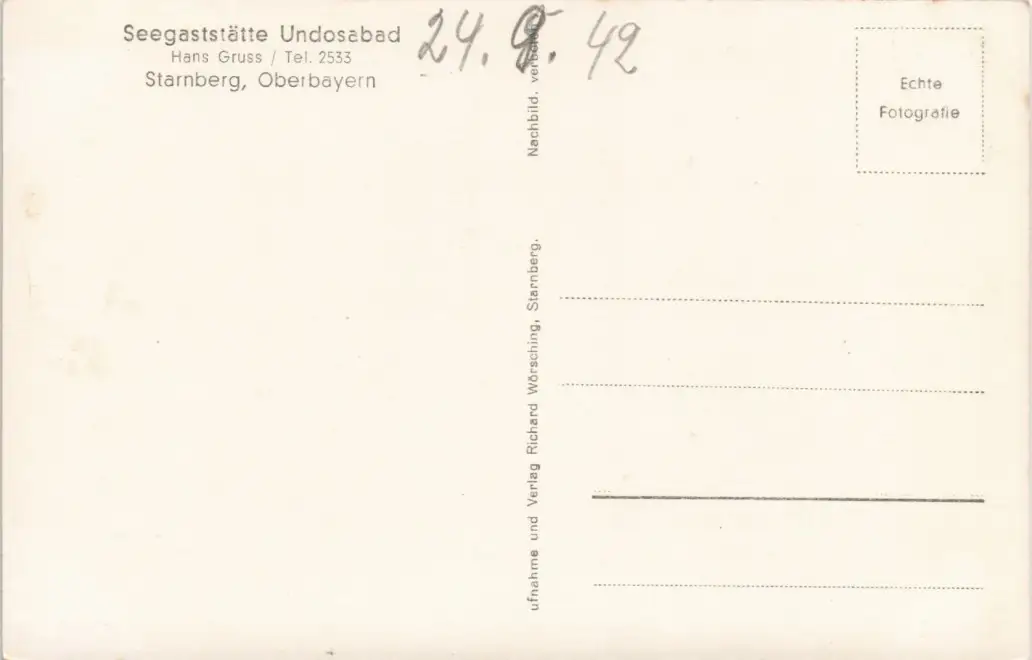 Seegaststätte Undosabad
Hans Gruss / Tel. 2533
Starnberg, Oberbayern
24. 9. 42
ufnahme und Verlag Richard Wörsching, Starnberg.
Nachbild. verboten
Echte
Fotografie